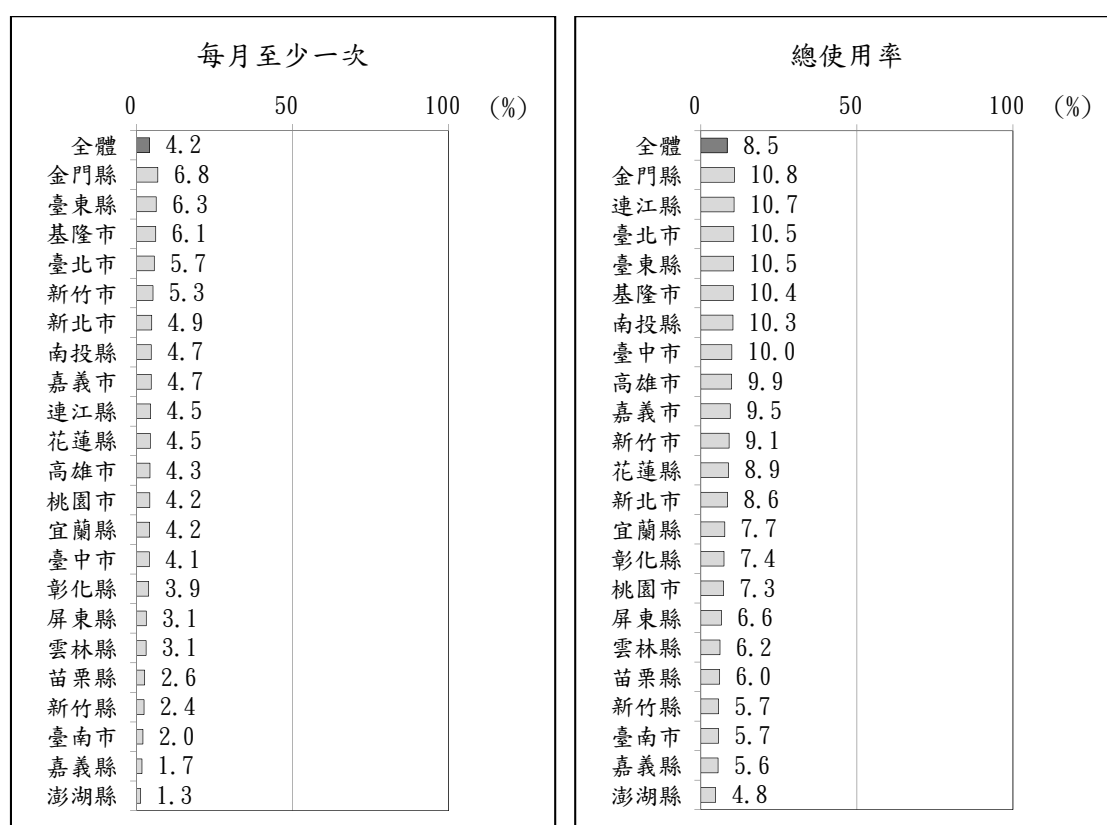 每月至少一次
0 50 100 (%)
全體 4.2
金門縣 6.8
臺東縣 6.3
基隆市 6.1
臺北市 5.7
新竹市 5.3
新北市 4.9
南投縣 4.7
嘉義市 4.7
連江縣 4.5
花蓮縣 4.5
高雄市 4.3
桃園市 4.2
宜蘭縣 4.2
臺中市 4.1
彰化縣 3.9
屏東縣 3.1
雲林縣 3.1
苗栗縣 2.6
新竹縣 2.4
臺南市 2.0
嘉義縣 1.7
澎湖縣 1.3
總使用率
0 50 100 (%)
全體 8.5
金門縣 10.8
連江縣 10.7
臺北市 10.5
臺東縣 10.5
基隆市 10.4
南投縣 10.3
臺中市 10.0
高雄市 9.9
嘉義市 9.5
新竹市 9.1
花蓮縣 8.9
新北市 8.6
宜蘭縣 7.7
彰化縣 7.4
桃園市 7.3
屏東縣 6.6
雲林縣 6.2
苗栗縣 6.0
新竹縣 5.7
臺南市 5.7
嘉義縣 5.6
澎湖縣 4.8